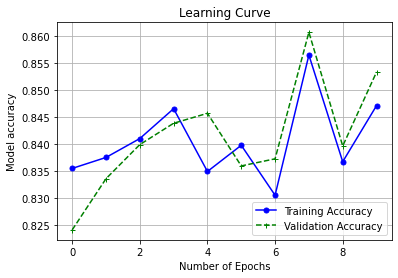 Learning Curve
Model accuracy
0.860
0.855
0.850
0.845
0.840
0.835
0.830
0.825
0 2 4 6 8
Number of Epochs
Training Accuracy
Validation Accuracy